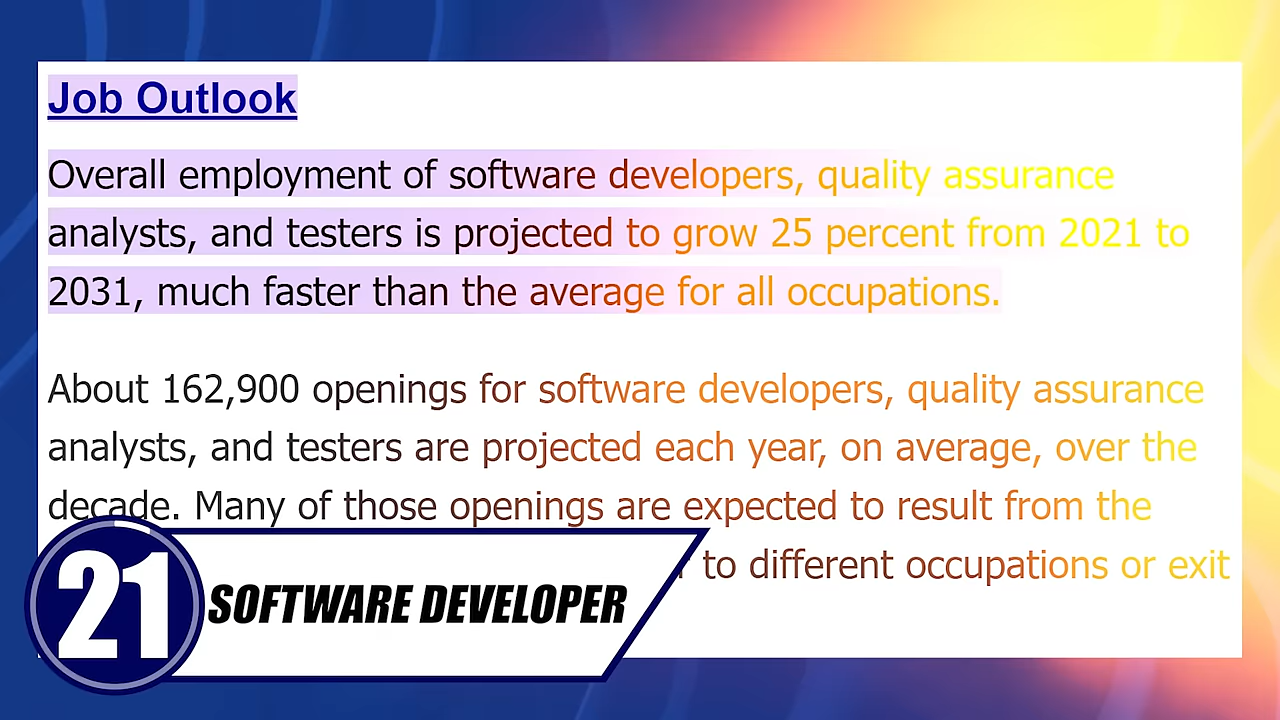 Job Outlook
Overall employment of software developers, quality assurance
analysts, and testers is projected to grow 25 percent from 2021 to
2031, much faster than the average for all occupations.
About 162,900 openings for software developers, quality assurance
analysts, and testers are projected each year, on average, over the
decade. Many of those openings are expected to result from the
to different occupations or exit
21
SOFTWARE DEVELOPER